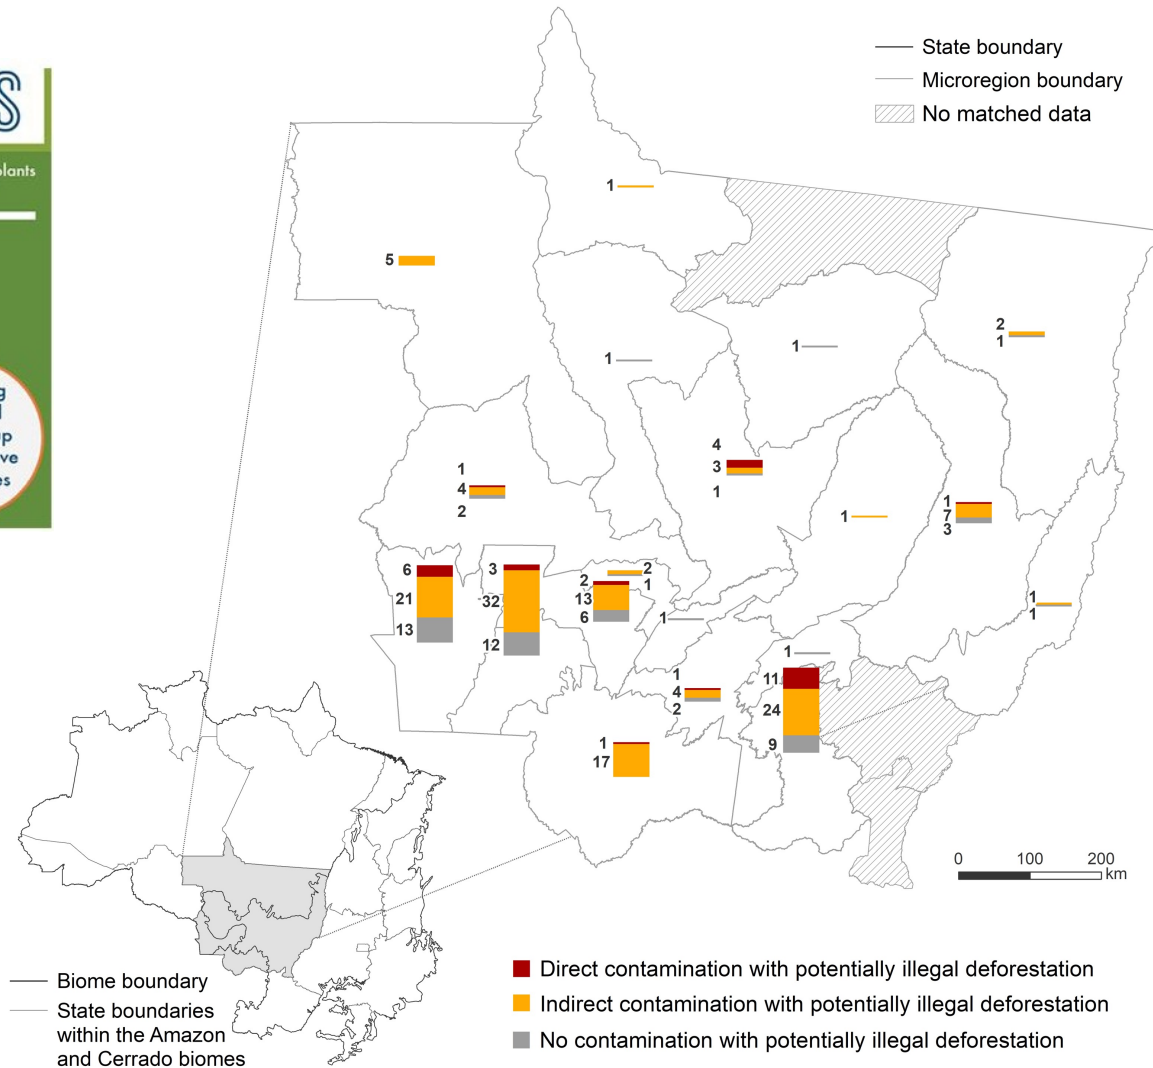 State boundary
Microregion boundary
No matched data
S
plants
1
5
2
1
1
1
4
3
1
1
4
2
1
1
7
3
6
21
13
3
32
12
2
1
2
13
6
1
1
1
1
11
24
9
1
4
2
1
17
0 100 200
km
Biome boundary
State boundaries
within the Amazon
and Cerrado biomes
Direct contamination with potentially illegal deforestation
Indirect contamination with potentially illegal deforestation
No contamination with potentially illegal deforestation